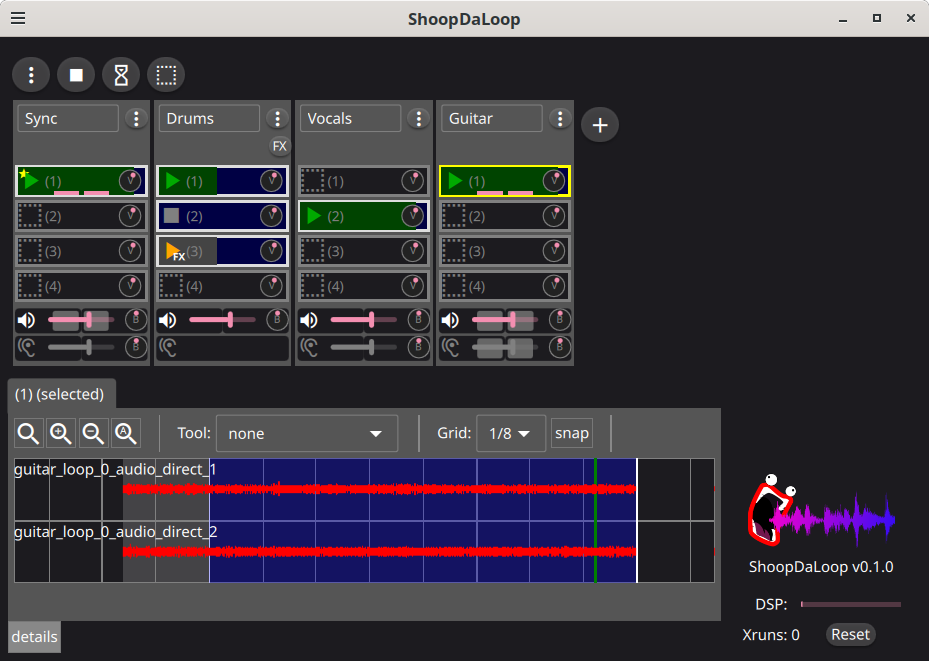 ShoopDaLoop
Sync
Drums
Vocals
Guitar
FX
(1) V
(1) V
(1) V
(1) V
(2) V
(2) V
(2) V
(2) V
(3) V
FX (3) V
(3) V
(3) V
(4) V
(4) V
(4) V
(4) V
B
B
B
B
B
B
B
(1) (selected)
A
Tool: none
Grid: 1/8 snap
guitar_loop_0_audio_direct_1
guitar_loop_0_audio_direct_2
ShoopDaLoop v0.1.0
DSP:
Xruns: 0 Reset
details